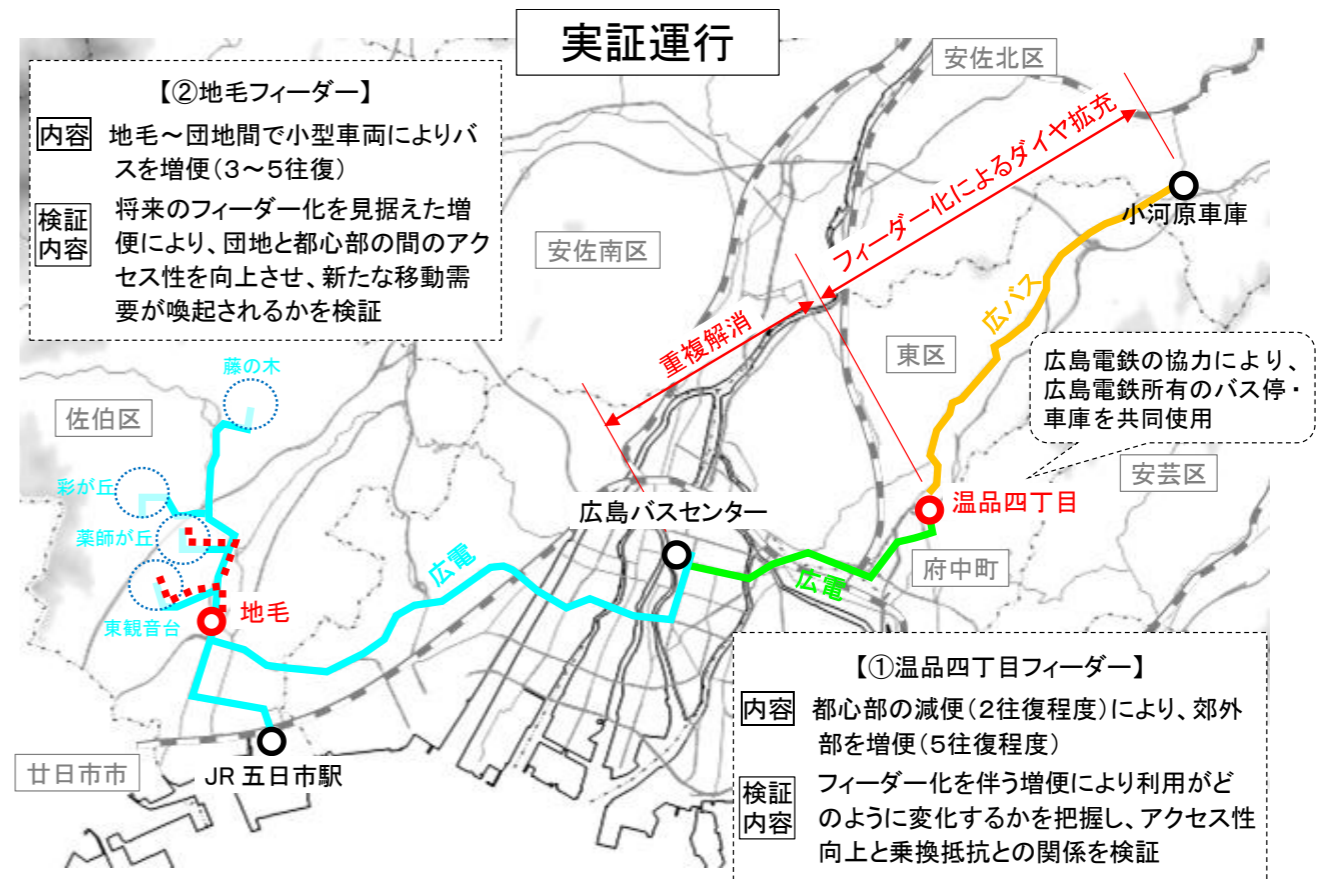 実証運行
【②地毛フィーダー】
内容 地毛～団地間で小型車両によりバ
スを増便（3～5往復）
検証
内容
将来のフィーダー化を見据えた増
便により、団地と都心部の間のアク
セス性を向上させ、新たな移動需
要が喚起されるかを検証
安佐北区
フィーダー化によるダイヤ拡充
小河原車庫
安佐南区
重複解消
広バス
東区
広島電鉄の協力により、
広島電鉄所有のバス停・
車庫を共同使用
安芸区
藤の木
佐伯区
彩が丘
薬師が丘
東観音台
地毛
広電
広島バスセンター
温品四丁目
広電
府中町
廿日市市
JR 五日市駅
【①温品四丁目フィーダー】
内容 都心部の減便（2往復程度）により、郊外
部を増便（5往復程度）
検証
内容
フィーダー化を伴う増便により利用がど
のように変化するかを把握し、アクセス性
向上と乗換抵抗との関係を検証